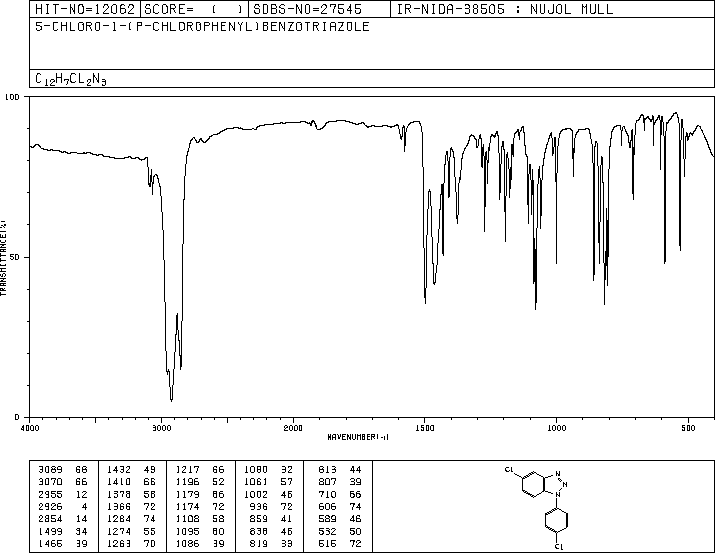 HIT-NO=12062 SCORE= ( ) SDBS-NO=27545 IR-NIDA-38505 : NUJOL MULL
5-CHLORO-1-(P-CHLOROPHENYL)BENZOTRIAZOLE
C12H7CL2N3
100
TRANSMITTANCE(%)
50
0
4000 3000 2000 1500 1000 500
WAVENUMBER(-1)
3089 68 1432 49 1217 66 1080 32 813 44
3070 66 1410 66 1196 52 1061 57 807 39
2955 12 1378 58 1179 86 1002 46 710 66
2926 4 1366 72 1174 72 936 72 606 74
2854 14 1284 74 1108 58 859 41 589 46
1499 34 1274 55 1095 60 838 46 532 50
1465 39 1263 70 1086 39 819 33 515 72
Cl
N
N
N
Cl